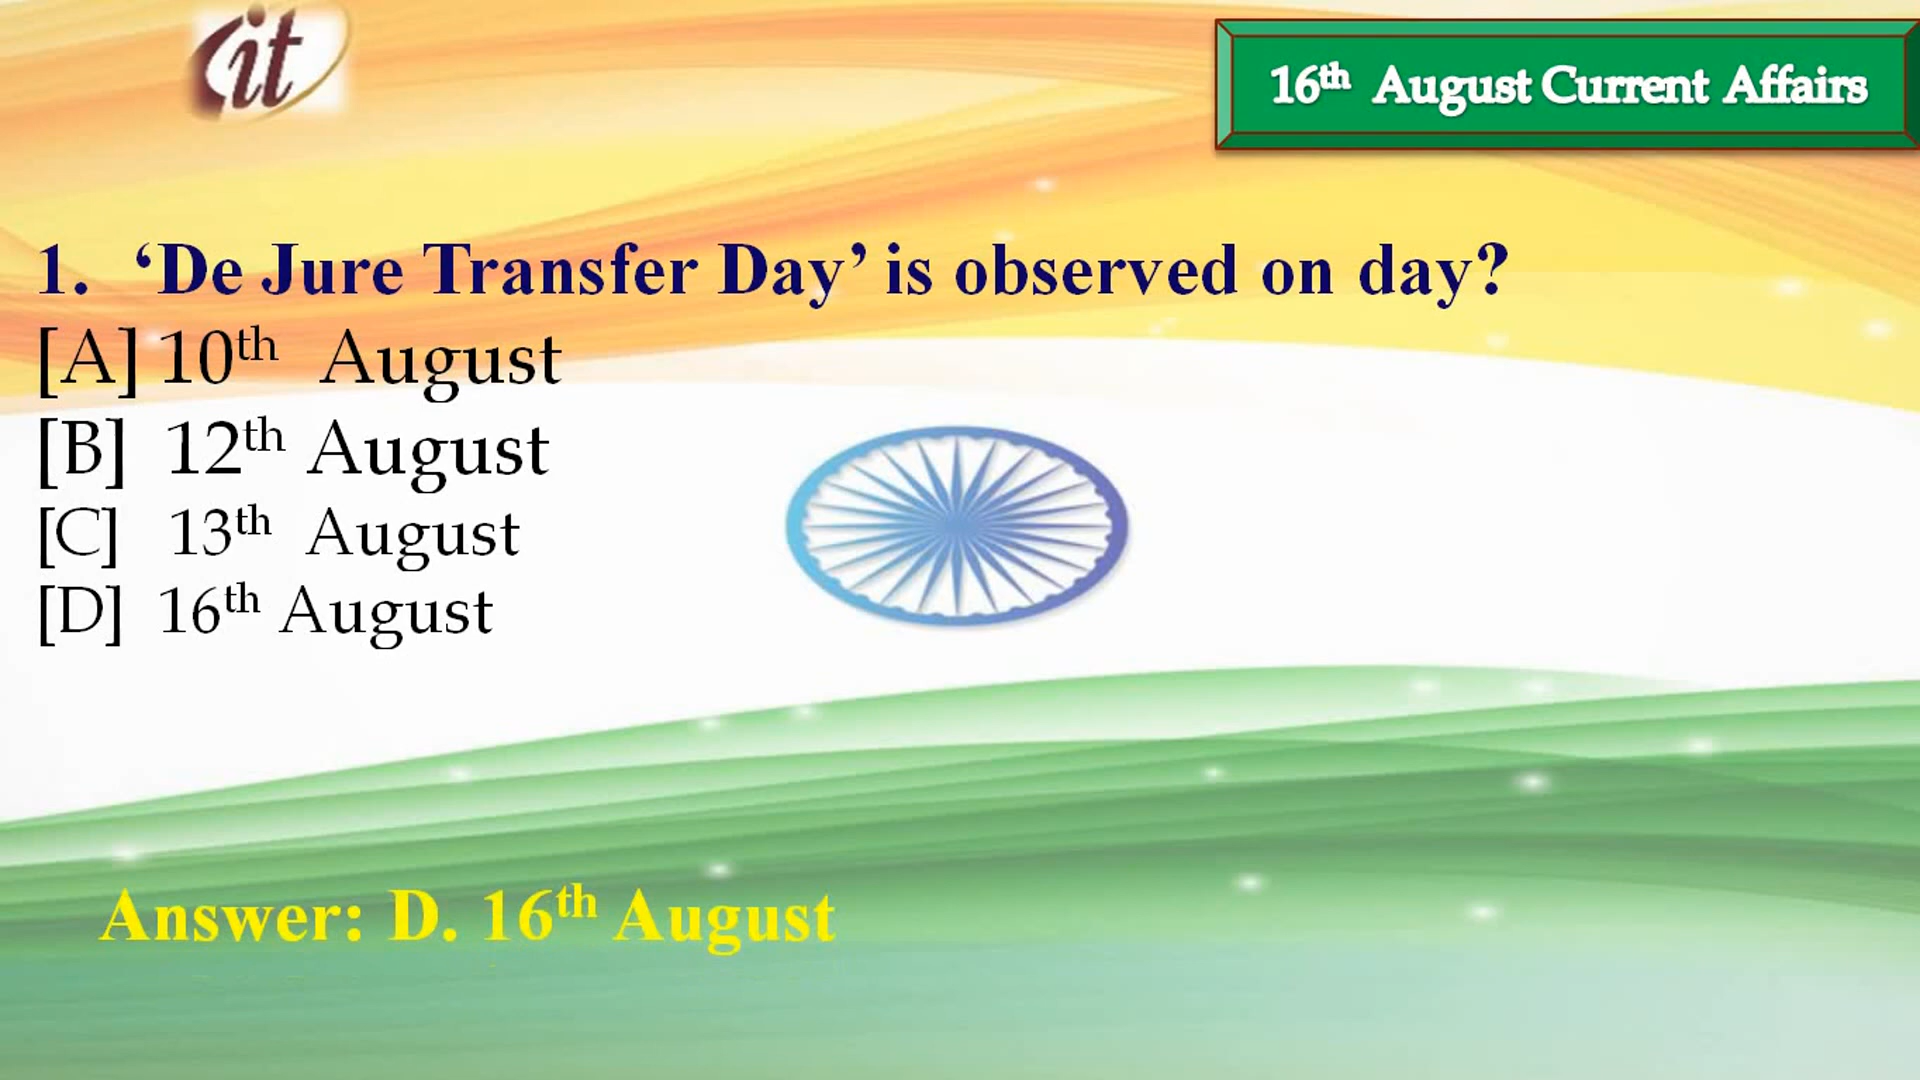 it
16th August Current Affairs
1. ‘De Jure Transfer Day’ is observed on day?
[A] 10th August
[B] 12th August
[C] 13th August
[D] 16th August
Answer: D. 16th August